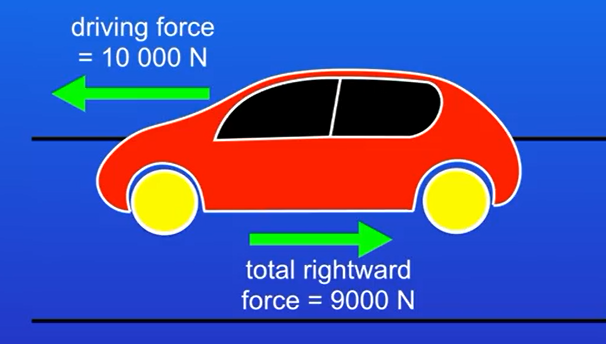 driving force
= 10 000 N
total rightward
force = 9000 N